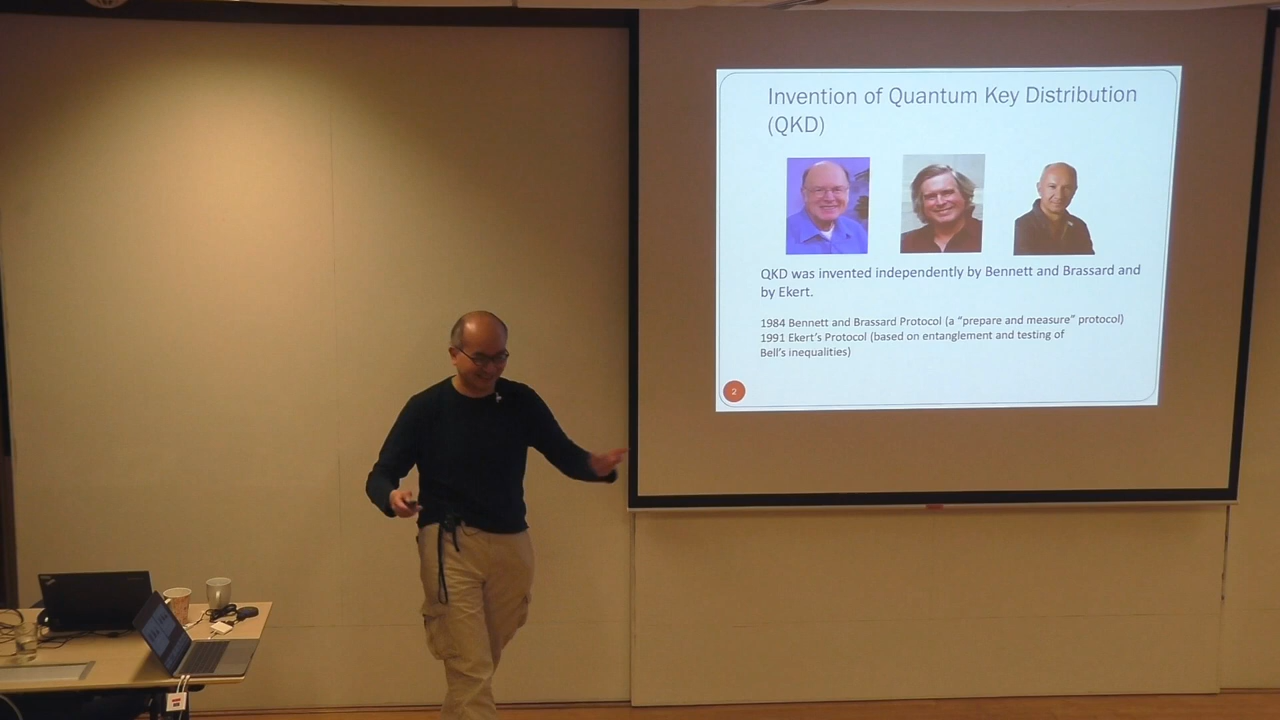 Invention of Quantum Key Distribution
(QKD)
QKD was invented independently by Bennett and Brassard and
by Ekert.
1984 Bennett and Brassard Protocol (a “prepare and measure” protocol)
1991 Ekert’s Protocol (based on entanglement and testing of
Bell’s inequalities)
2